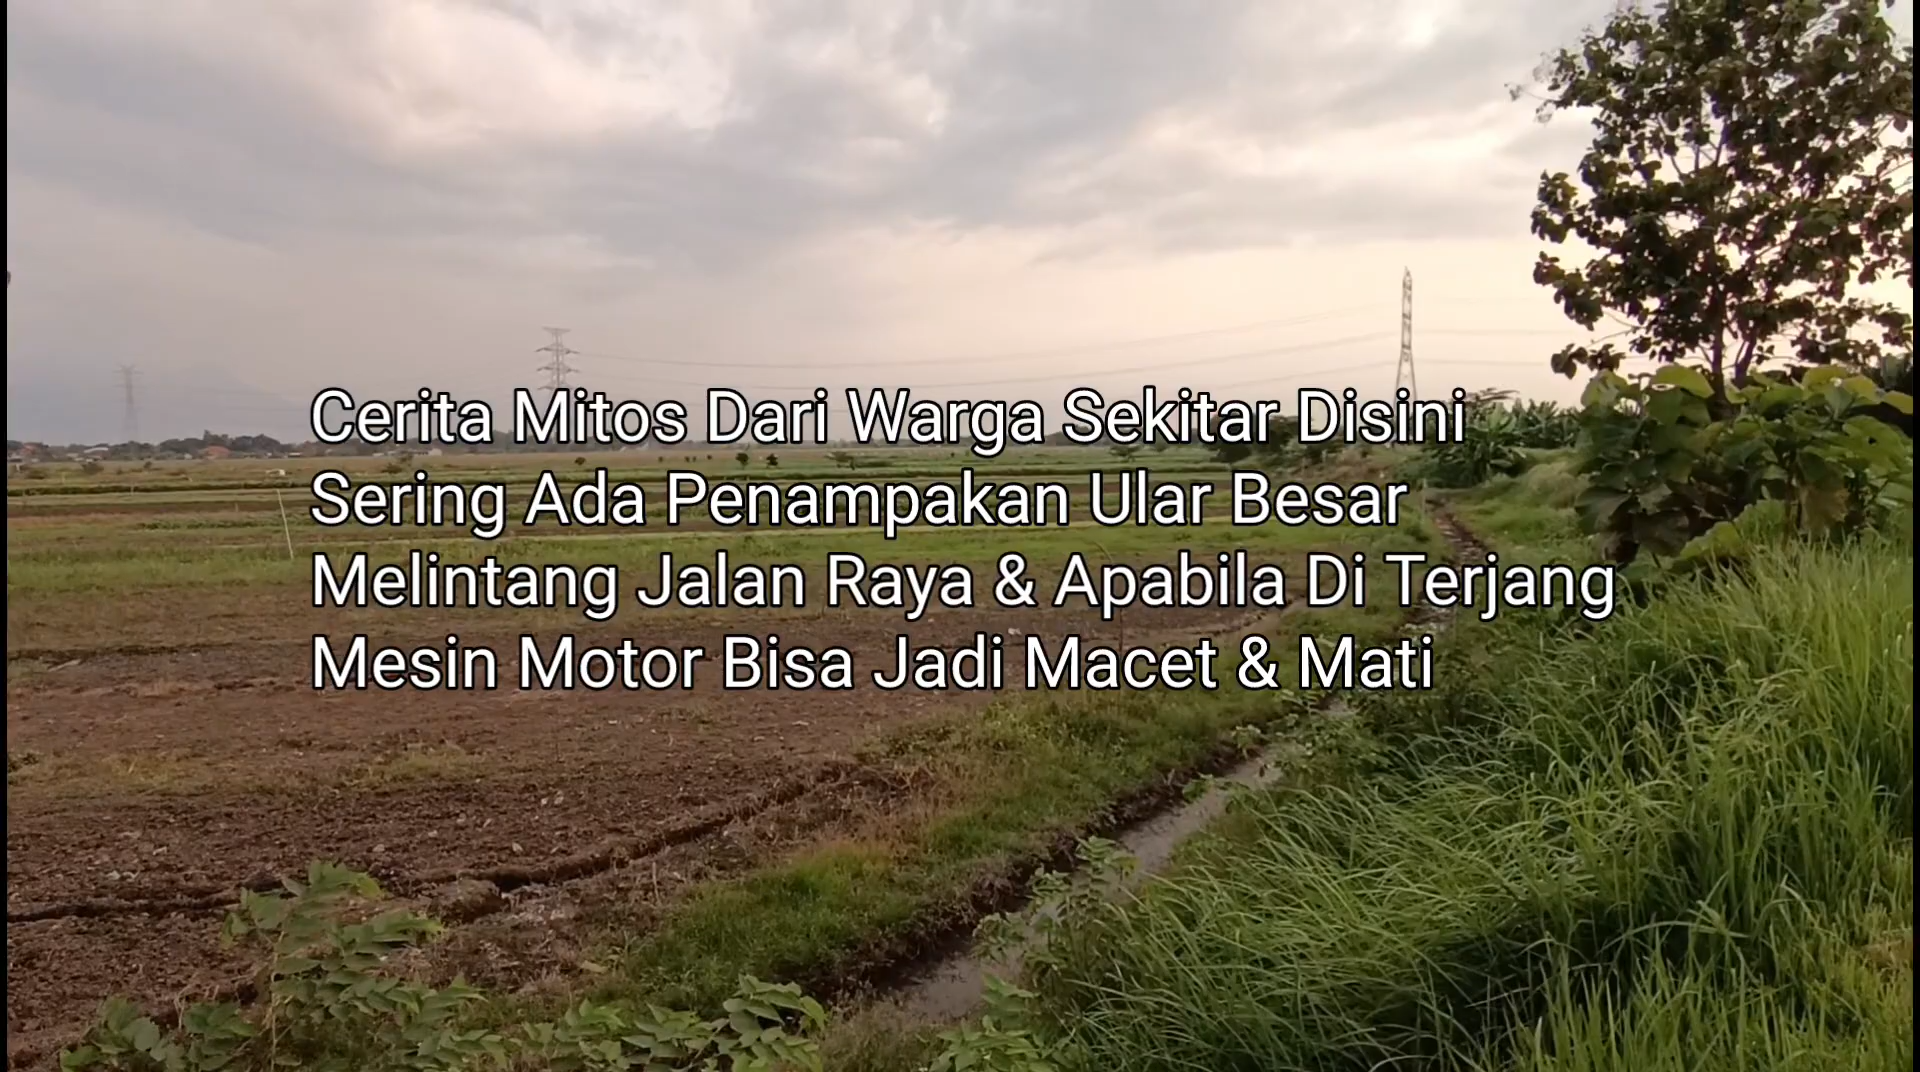 Cerita Mitos Dari Warga Sekitar Disini
Sering Ada Penampakan Ular Besar
Melintang Jalan Raya & Apabila Di Terjang
Mesin Motor Bisa Jadi Macet & Mati